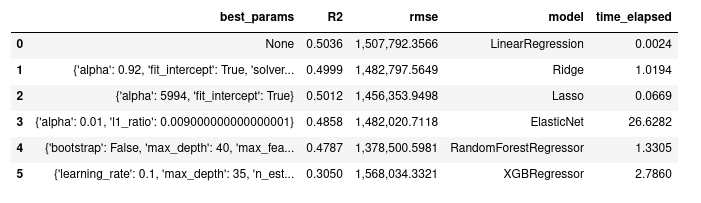 best_params R2 rmse model time_elapsed
0 None 0.5036 1,507,792.3566 LinearRegression 0.0024
1 {'alpha': 0.92, 'fit_intercept': True, 'solver... 0.4999 1,482,797.5649 Ridge 1.0194
2 {'alpha': 5994, 'fit_intercept': True} 0.5012 1,456,353.9498 Lasso 0.0669
3 {'alpha': 0.01, 'l1_ratio': 0.009000000000000001} 0.4858 1,482,020.7118 ElasticNet 26.6282
4 {'bootstrap': False, 'max_depth': 40, 'max_fea... 0.4787 1,378,500.5981 RandomForestRegressor 1.3305
5 {'learning_rate': 0.1, 'max_depth': 35, 'n_est... 0.3050 1,568,034.3321 XGBRegressor 2.7860